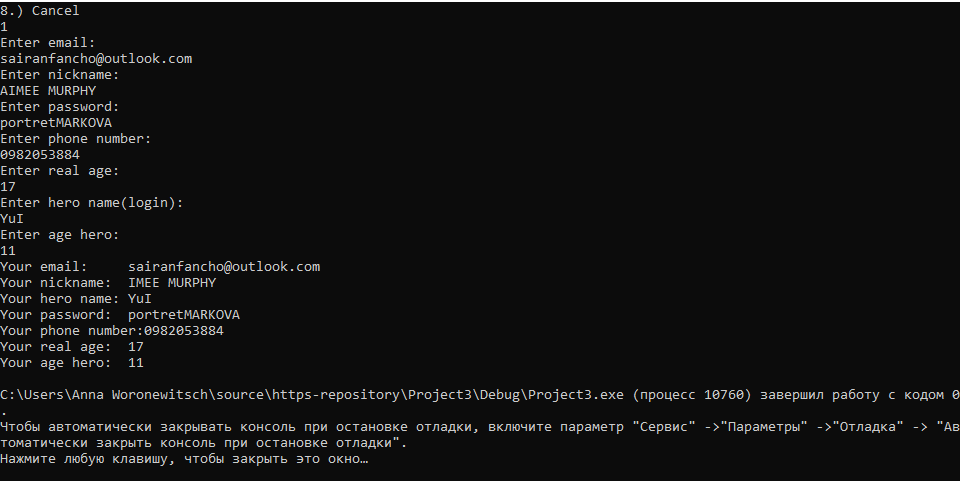 8.) Cancel
1
Enter email:
sairanfancho@outlook.com
Enter nickname:
AIMEE MURPHY
Enter password:
portretMARKOVA
Enter phone number:
0982053884
Enter real age:
17
Enter hero name(login):
YuI
Enter age hero:
11
Your email:     sairanfancho@outlook.com
Your nickname:  IMEE MURPHY
Your hero name: YuI
Your password:  portretMARKOVA
Your phone number:0982053884
Your real age:  17
Your age hero:  11
C:\Users\Anna Woronewitsch\source\https-repository\Project3\Debug\Project3.exe (процесс 10760) завершил работу с кодом 0
.
Чтобы автоматически закрывать консоль при остановке отладки, включите параметр "Сервис" ->"Параметры" ->"Отладка" -> "Ав
томатически закрыть консоль при остановке отладки".
Нажмите любую клавишу, чтобы закрыть это окно…